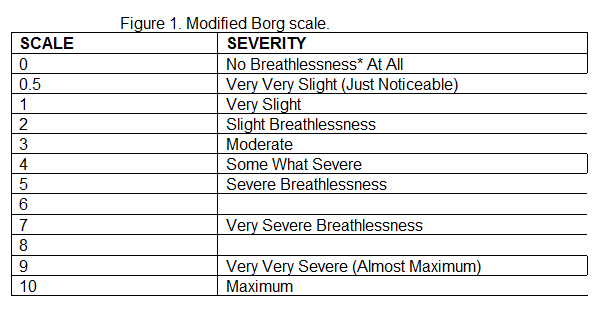 Figure 1. Modified Borg scale.
SCALE SEVERITY
0 No Breathlessness* At All
0.5 Very Very Slight (Just Noticeable)
1 Very Slight
2 Slight Breathlessness
3 Moderate
4 Some What Severe
5 Severe Breathlessness
6
7 Very Severe Breathlessness
8
9 Very Very Severe (Almost Maximum)
10 Maximum